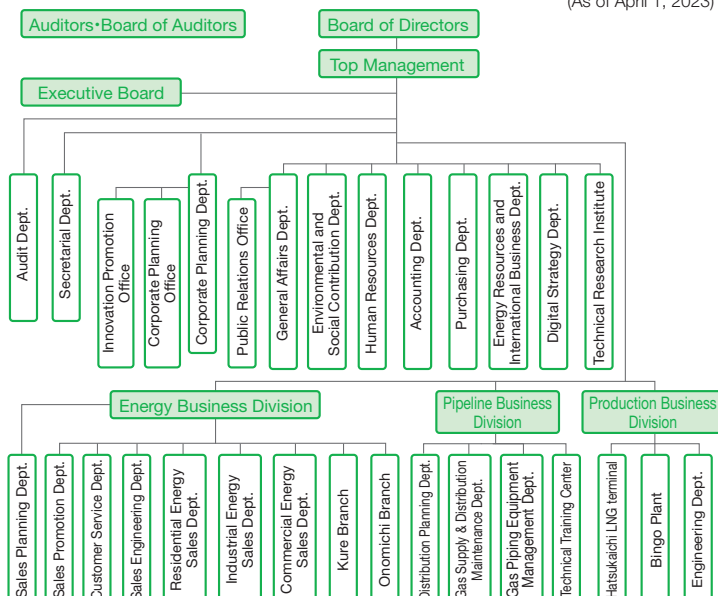 (As of April 1, 2023)
Auditors•Board of Auditors
Board of Directors
Top Management
Executive Board
Audit Dept.
Secretarial Dept.
Innovation Promotion
Office
Corporate Planning
Office
Corporate Planning Dept.
Public Relations Office
General Affairs Dept.
Environmental and
Social Contribution Dept.
Human Resources Dept.
Accounting Dept.
Purchasing Dept.
Energy Resources and
International Business Dept.
Digital Strategy Dept.
Technical Research Institute
Energy Business Division
Pipeline Business
Division
Production Business
Division
Sales Planning Dept.
Sales Promotion Dept.
Customer Service Dept.
Sales Engineering Dept.
Residential Energy
Sales Dept.
Industrial Energy
Sales Dept.
Commercial Energy
Sales Dept.
Kure Branch
Onomichi Branch
Distribution Planning Dept.
Gas Supply & Distribution
Maintenance Dept.
Gas Piping Equipment
Management Dept.
Technical Training Center
Hatsukaichi LNG terminal
Bingo Plant
Engineering Dept.